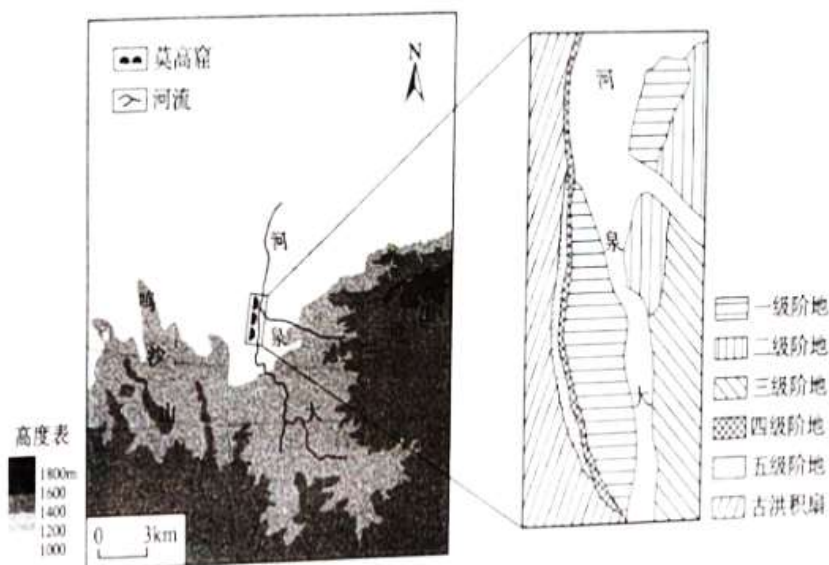 N
莫高窟
河流
河
鸣
泉
沙
山
大
高度表
1800m
1600
1400
1200
1000
0 3km
河
泉
大
一级阶地
二级阶地
三级阶地
四级阶地
五级阶地
古洪积扇